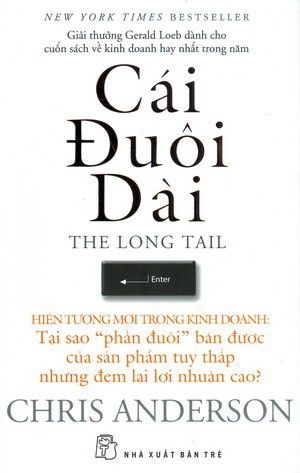 NEW YORK TIMES BESTSELLER
Giải thưởng Gerald Loeb dành cho
cuốn sách về kinh doanh hay nhất trong năm
Cái
Đuôi
Dài
THE LONG TAIL
Enter
HIỆN TƯỢNG MỚI TRONG KINH DOANH:
Tại sao “phần đuôi” bán được
của sản phẩm tuy thấp
nhưng đem lại lợi nhuận cao?
CHRIS ANDERSON
NHÀ XUẤT BẢN TRẺ